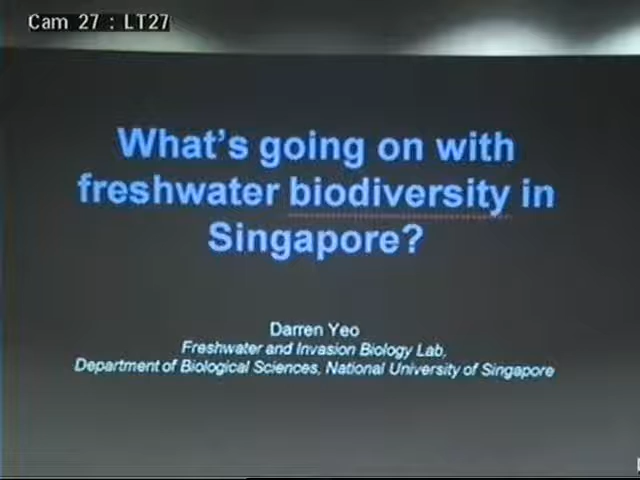 Cam 27 : LT27
What's going on with
freshwater biodiversity in
Singapore?
Darren Yeo
Freshwater and Invasion Biology Lab,
Department of Biological Sciences, National University of Singapore